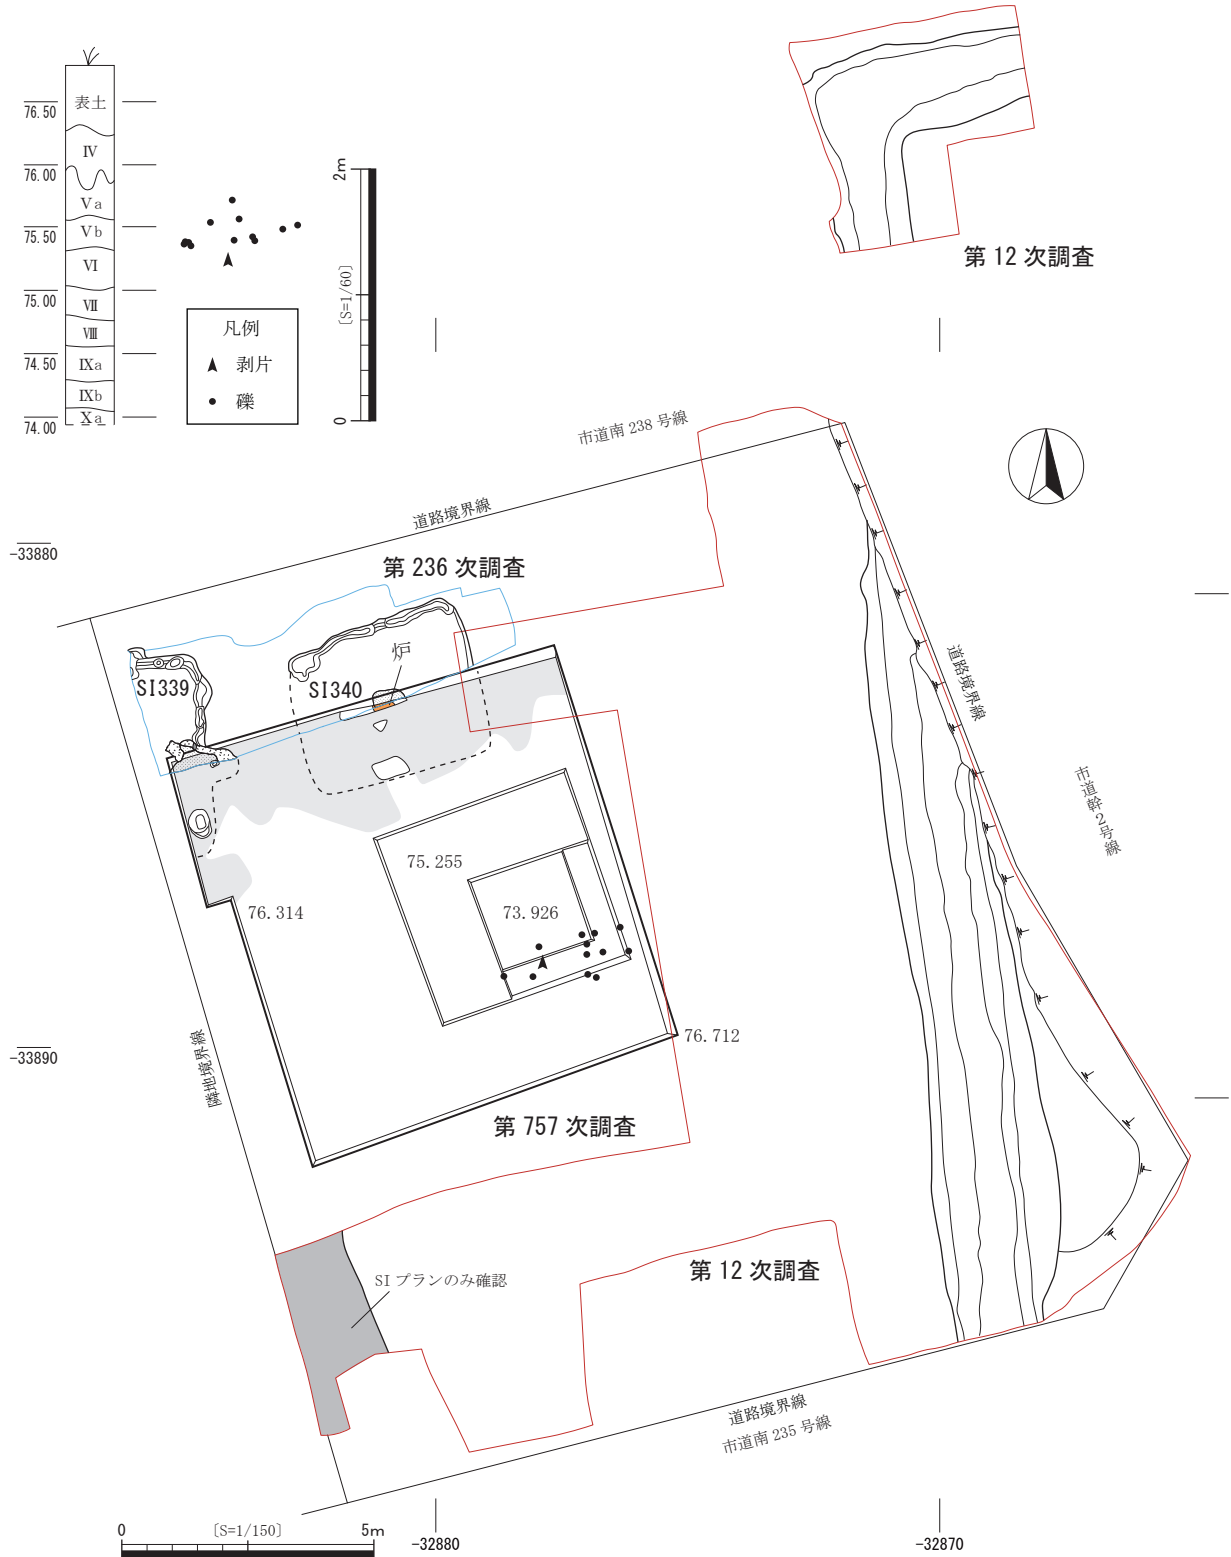 表土
76.50
IV
76.00
Va
75.50
Vb
VI
75.00
VII
VIII
74.50
IXa
IXb
74.00
Xa
凡例
剥片
礫
2m
[S=1/60]
0
第 12 次調査
市道南 238 号線
道路境界線
-33880
第 236 次調査
炉
SI339
SI340
道路境界線
市道幹2号線
75.255
73.926
76.314
76.712
-33890
隣地境界線
第 757 次調査
SI プランのみ確認
第 12 次調査
道路境界線
市道南 235 号線
0
[S=1/150]
5m
-32880
-32870